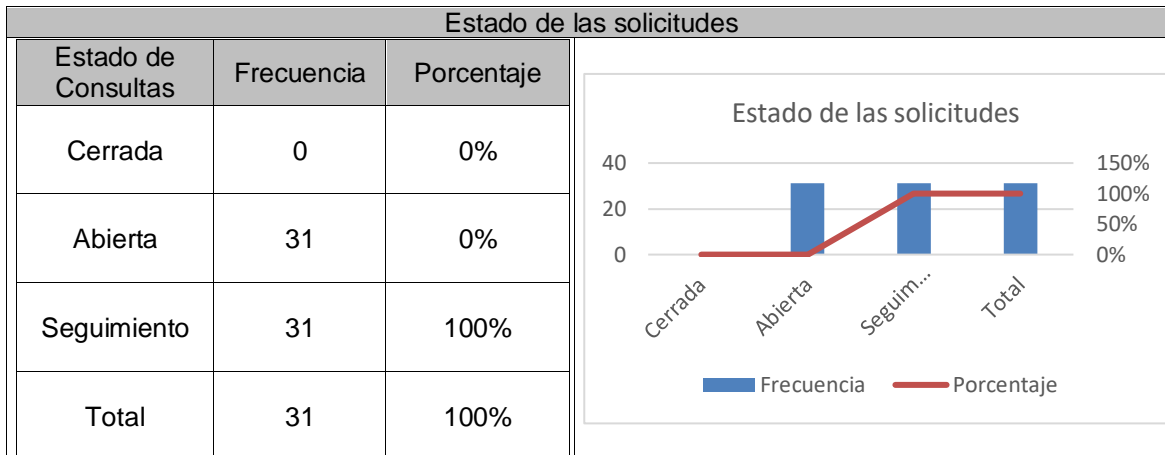 Estado de las solicitudes
Estado de
Consultas
Frecuencia
Porcentaje
Cerrada
0
0%
Abierta
31
0%
Seguimiento
31
100%
Total
31
100%
Estado de las solicitudes
40
20
0
150%
100%
50%
0%
Cerrada
Abierta
Seguim...
Total
Frecuencia
Porcentaje